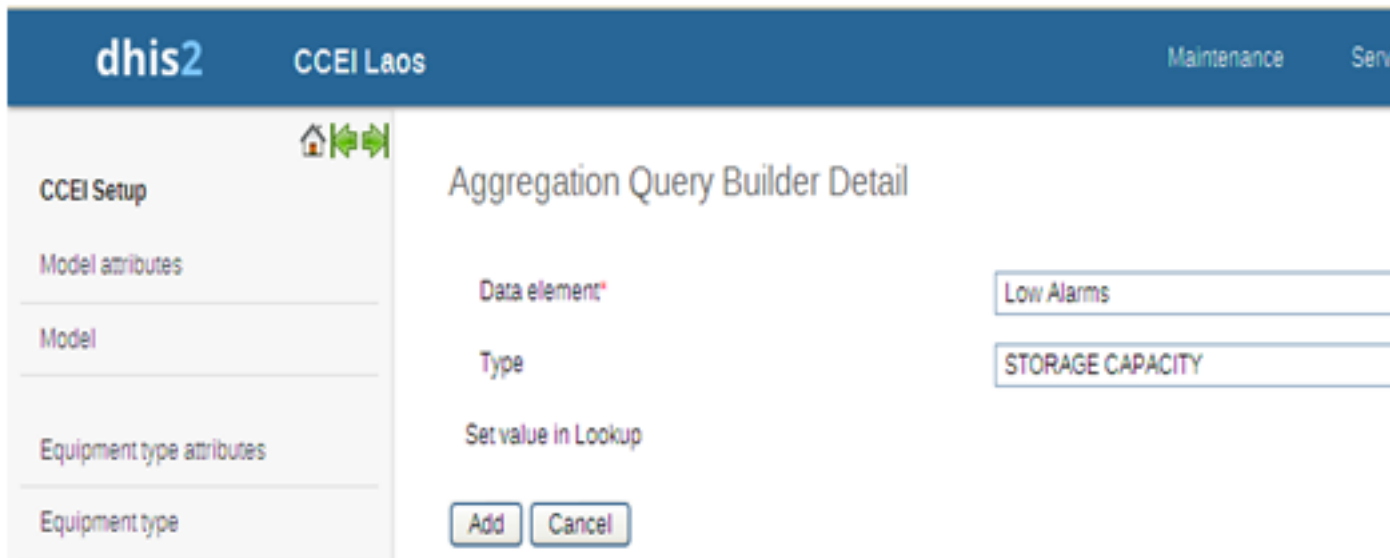 dhis2 CCEI Laos Maintenance Serv
CCEI Setup
Model attributes
Model
Equipment type attributes
Equipment type
Aggregation Query Builder Detail
Data element* Low Alarms
Type STORAGE CAPACITY
Set value in Lookup
Add Cancel